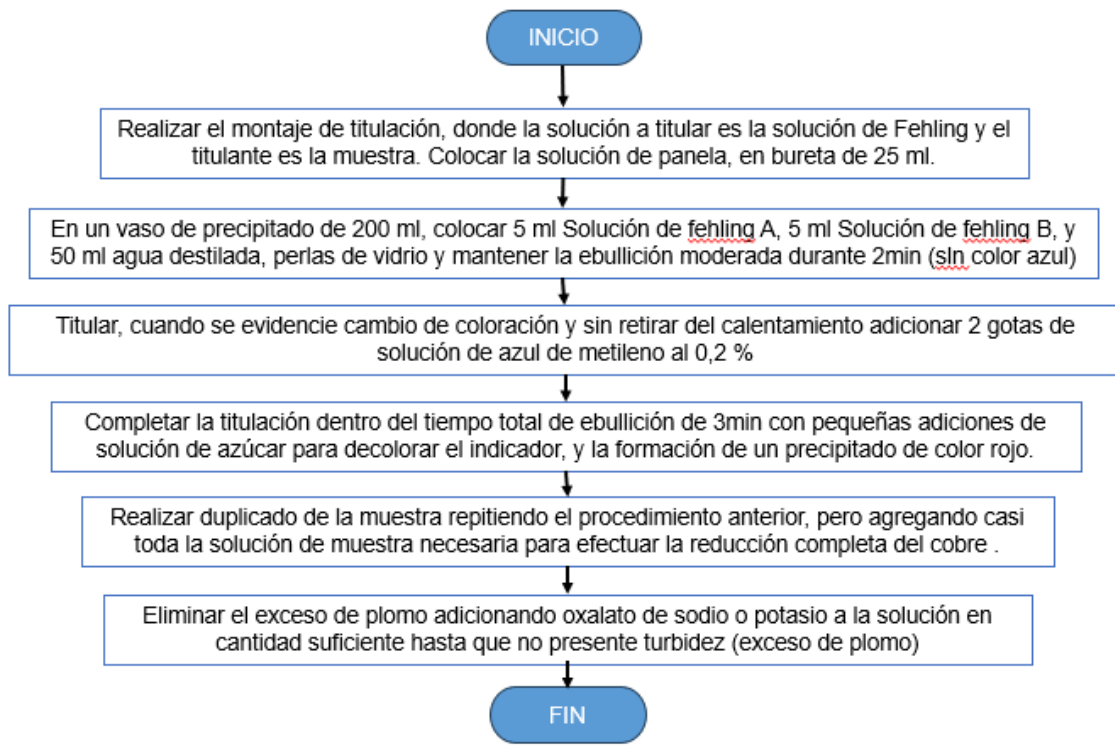 INICIO
Realizar el montaje de titulación, donde la solución a titular es la solución de Fehling y el
titulante es la muestra. Colocar la solución de panela, en bureta de 25 ml.
En un vaso de precipitado de 200 ml, colocar 5 ml Solución de fehling A, 5 ml Solución de fehling B, y
50 ml agua destilada, perlas de vidrio y mantener la ebullición moderada durante 2min (sln color azul)
Titular, cuando se evidencie cambio de coloración y sin retirar del calentamiento adicionar 2 gotas de
solución de azul de metileno al 0,2 %
Completar la titulación dentro del tiempo total de ebullición de 3min con pequeñas adiciones de
solución de azúcar para decolorar el indicador, y la formación de un precipitado de color rojo.
Realizar duplicado de la muestra repitiendo el procedimiento anterior, pero agregando casi
toda la solución de muestra necesaria para efectuar la reducción completa del cobre .
Eliminar el exceso de plomo adicionando oxalato de sodio o potasio a la solución en
cantidad suficiente hasta que no presente turbidez (exceso de plomo)
FIN